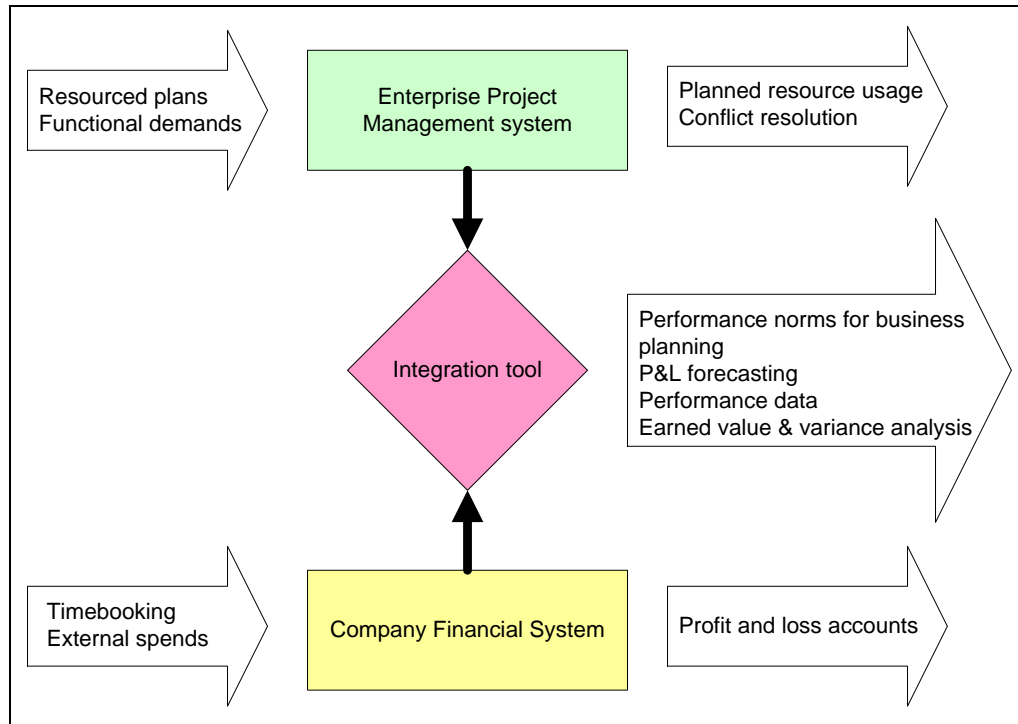 Resourced plans
Functional demands
Enterprise Project
Management system
Planned resource usage
Conflict resolution
Integration tool
Performance norms for business
planning
P&L forecasting
Performance data
Earned value & variance analysis
Timebooking
External spends
Company Financial System
Profit and loss accounts